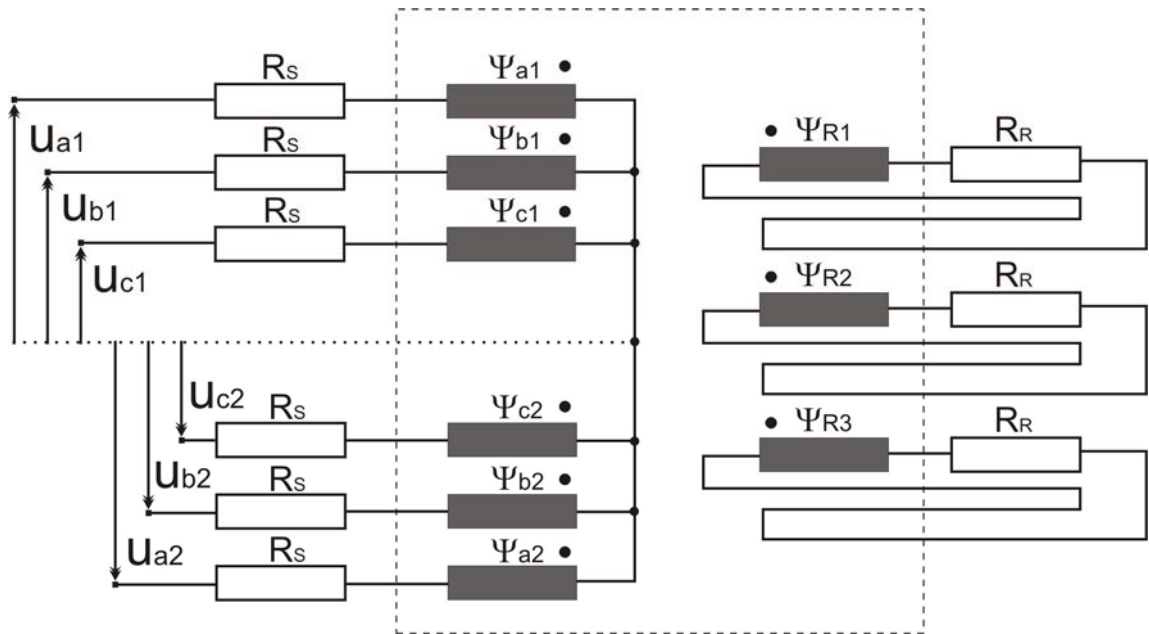 Rs Ψa1
ua1 Rs Ψb1
ub1 Rs Ψc1
uc1
ΨR1 RR
ΨR2 RR
uc2 Rs Ψc2
ΨR3 RR
ub2 Rs Ψb2
ua2 Rs Ψa2